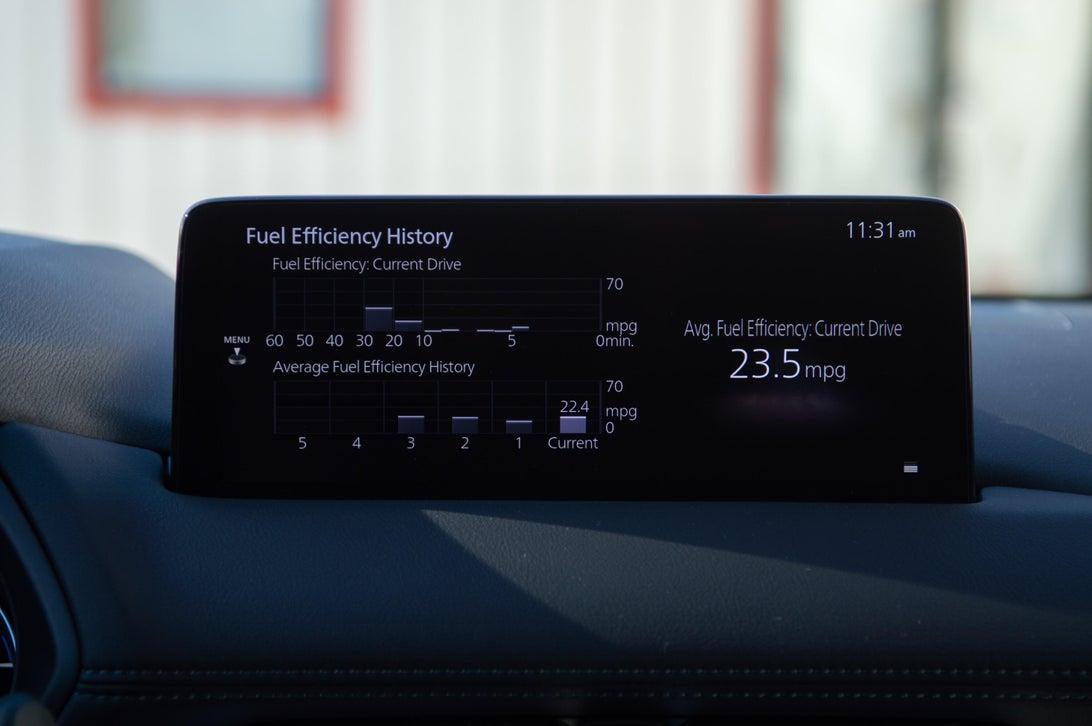 Fuel Efficiency History
11:31 am
Fuel Efficiency: Current Drive
70
mpg
60 50 40 30 20 10 5 0min.
MENU
Avg. Fuel Efficiency: Current Drive
23.5 mpg
Average Fuel Efficiency History
70
22.4
mpg
0
5 4 3 2 1 Current